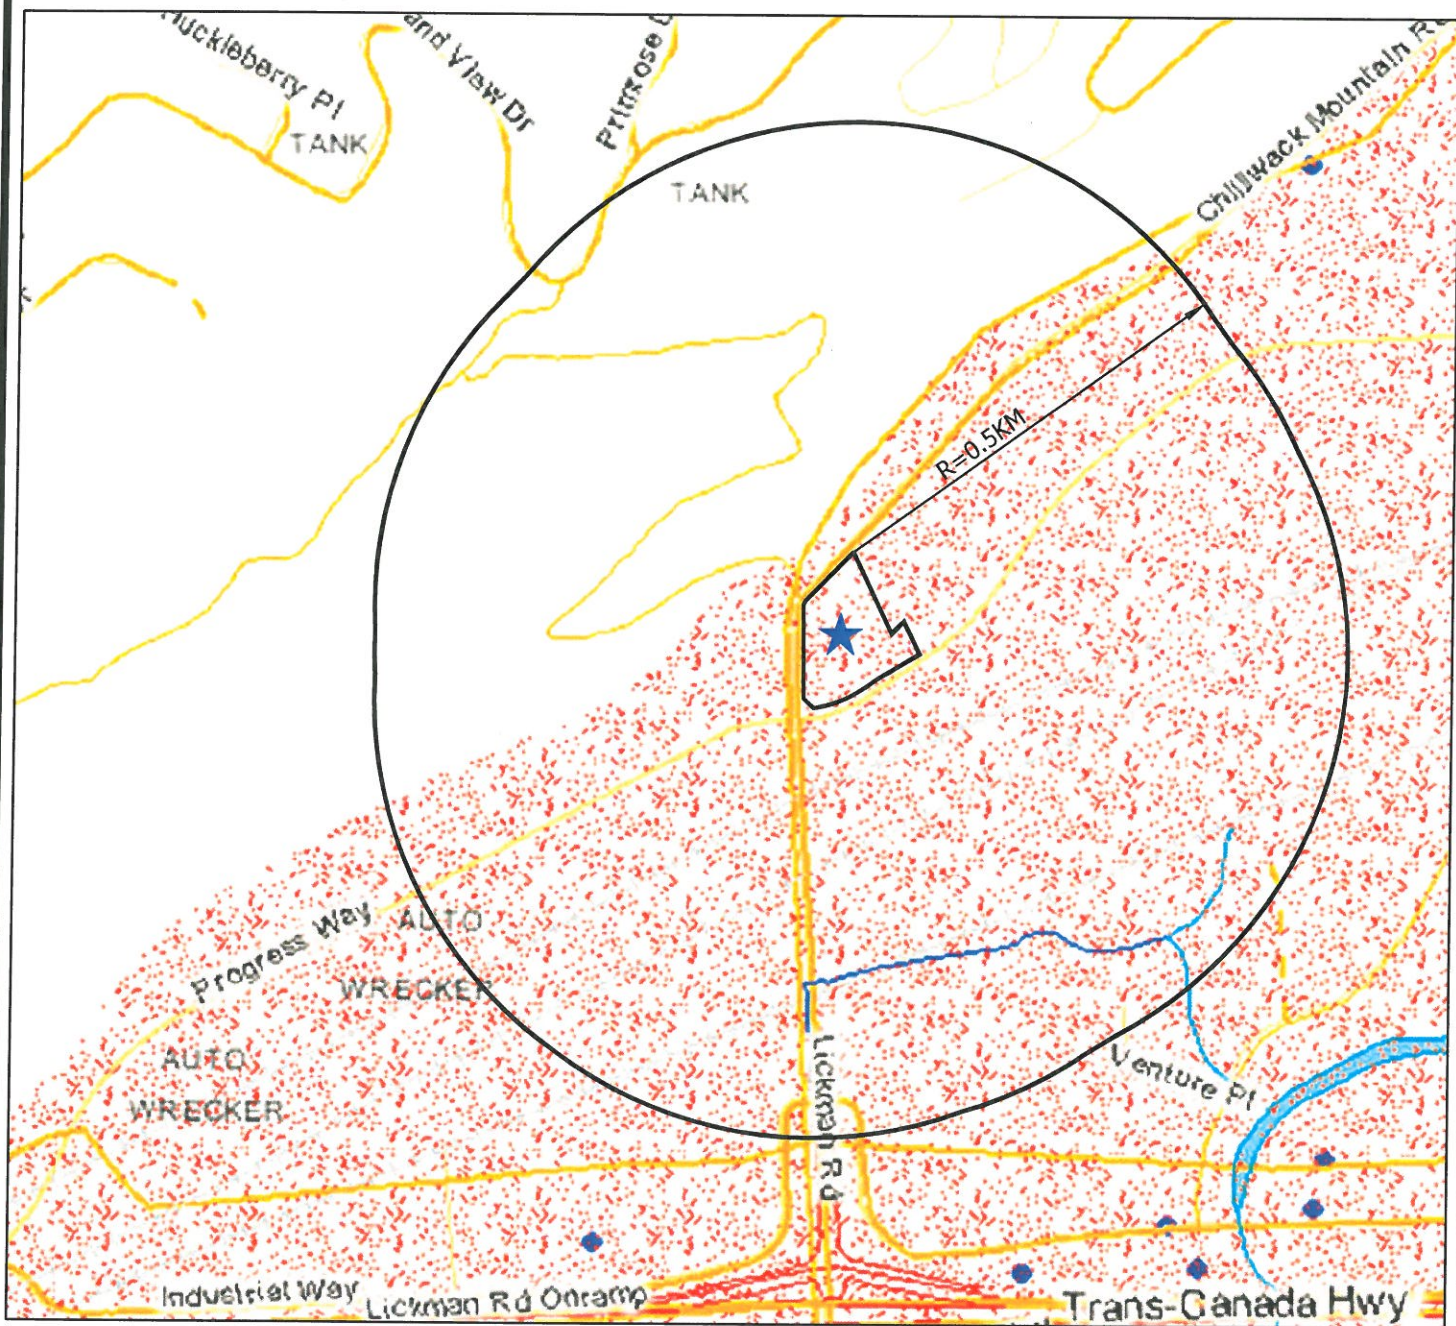 Huckleberry Pl
and View Dr
Primrose D
Chilliwack Mountain Rd
TANK
TANK
R=0.5KM
Progress Way
AUTO
WRECKER
AUTO
WRECKER
Lickman Rd
Venture Pl
Industrial Way
Lickman Rd Onramp
Trans-Canada Hwy